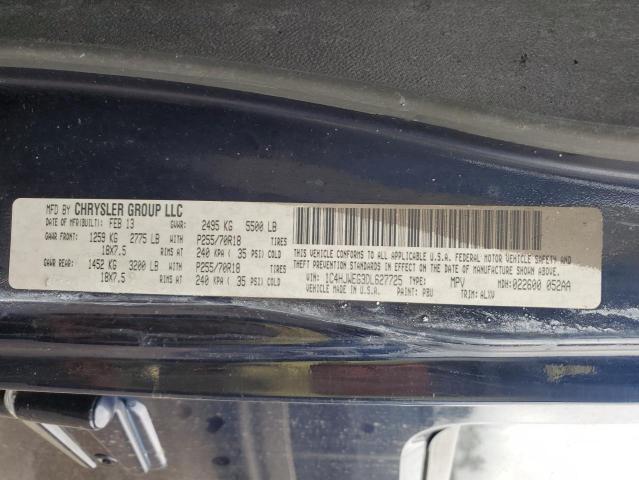 MFD BY CHRYSLER GROUP LLC
DATE OF MFR(BUILT): FEB 13 GVWR: 2495 KG 5500 LB
GAWR FRONT: 1259 KG 2775 LB WITH P255/70R18 TIRES
18X7.5 RIMS AT 240 KPA ( 35 PSI) COLD
GAWR REAR: 1452 KG 3200 LB WITH P255/70R18 TIRES
18X7.5 RIMS AT 240 KPA ( 35 PSI) COLD
THIS VEHICLE CONFORMS TO ALL APPLICABLE U.S.A. FEDERAL MOTOR VEHICLE SAFETY AND
THEFT PREVENTION STANDARDS IN EFFECT ON THE DATE OF MANUFACTURE SHOWN ABOVE.
VIN: 1C4HJWEG3DL627725 TYPE: MPV MDH: 022600 052AA
VEHICLE MADE IN U.S.A. PAINT: PBU TRIM: ALXV